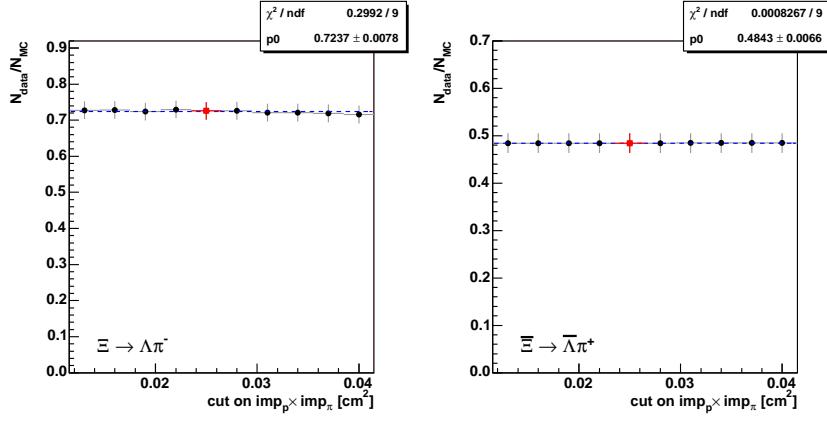 χ² / ndf 0.2992 / 9
p0 0.7237 ± 0.0078
N_data/N_MC
0.9
0.8
0.7
0.6
0.5
0.4
0.3
0.2
0.1
0.0
Ξ → Λπ⁻
0.02 0.03 0.04
cut on imp_p × imp_π [cm²]
χ² / ndf 0.0008267 / 9
p0 0.4843 ± 0.0066
N_data/N_MC
0.7
0.6
0.5
0.4
0.3
0.2
0.1
0.0
Ξ̅ → Λ̅π⁺
0.02 0.03 0.04
cut on imp_p × imp_π [cm²]